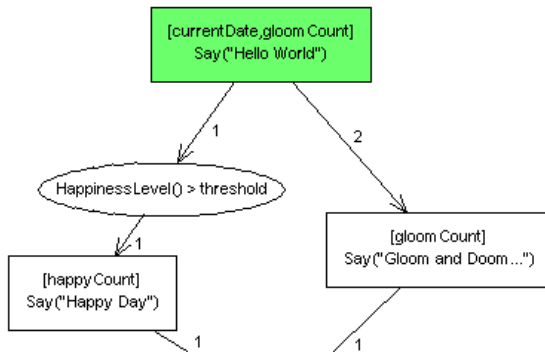 [currentDate,gloomCount]
Say("Hello World")
1
2
HappinessLevel() > threshold
1
[gloomCount]
Say("Gloom and Doom...")
[happyCount]
Say("Happy Day")
1
1